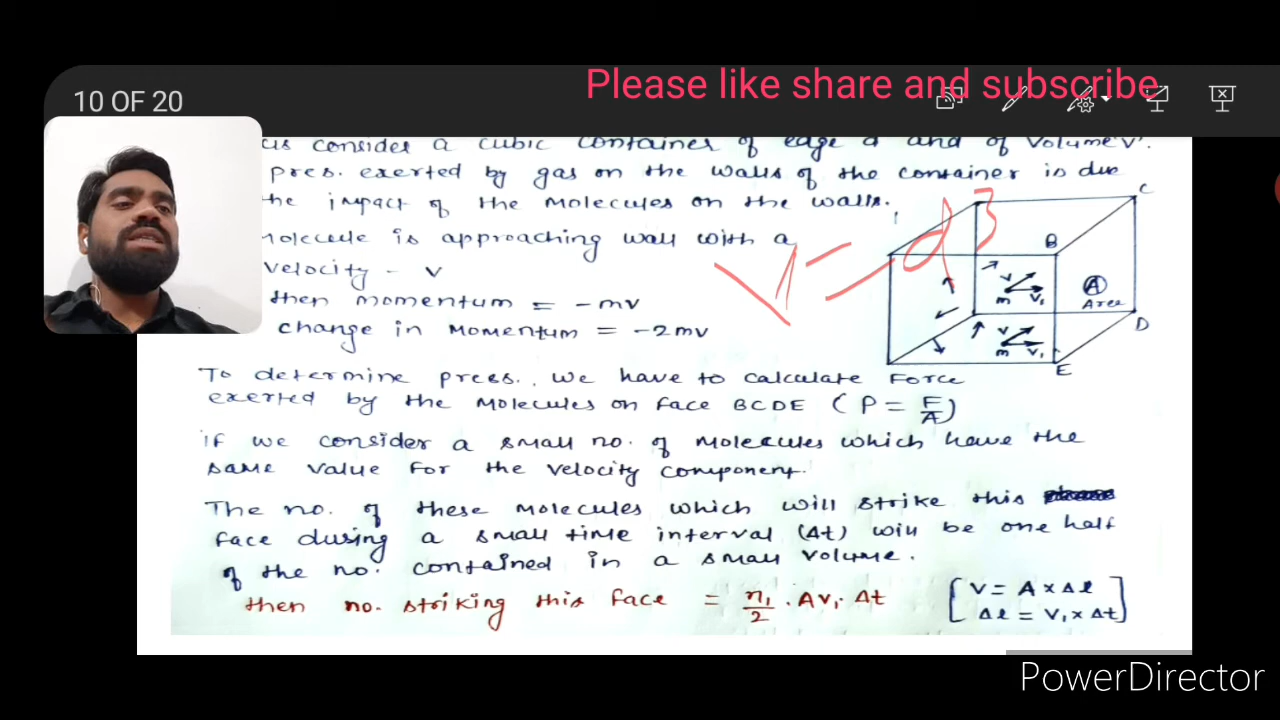 Please like share and subscribe
10 OF 20
us consider a cubic container of edge d and of Volume 'V'.
pres. exerted by gas on the walls of the container is due
the impact of the molecules on the walls.
molecule is approaching wall with a
velocity - v
then momentum = -mv
change in momentum = -2mv
V = d3
C
B
A
Area
D
E
v
m v1
v
m v1
To determine press., we have to calculate Force
exerted by the molecules on face BCDE (P = F/A)
if we consider a small no. of molecules which have the
same value for the velocity component.
The no. of these molecules which will strike this
face during a small time interval (Δt) will be one half
of the no. contained in a small volume.
then no. striking this face = n1/2 . Av1 . Δt
[V = A × Δl
Δl = V1 × Δt]
PowerDirector